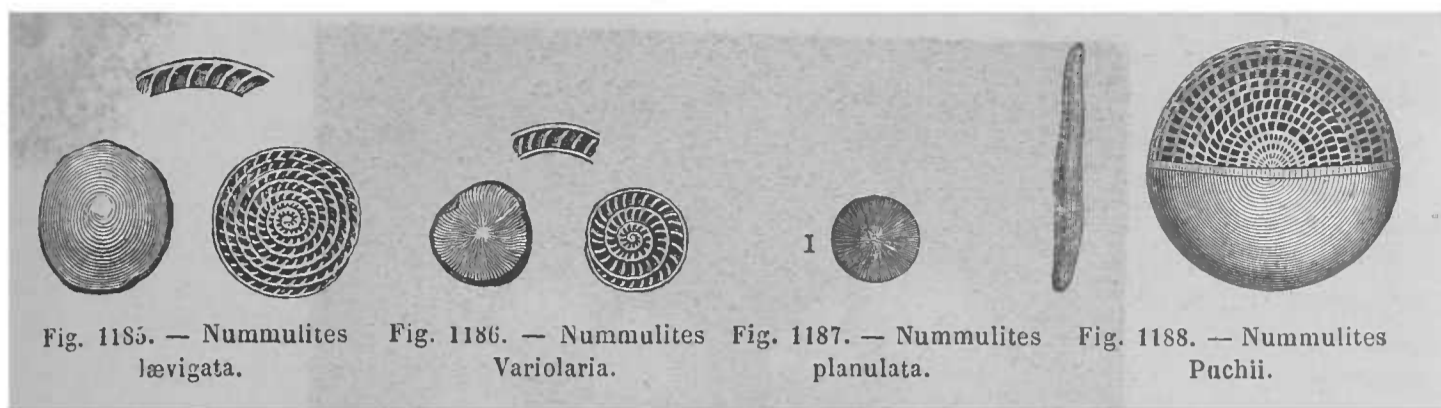 I
Fig. 1185. — Nummulites
lævigata.
Fig. 1186. — Nummulites
Variolaria.
Fig. 1187. — Nummulites
planulata.
Fig. 1188. — Nummulites
Puchii.